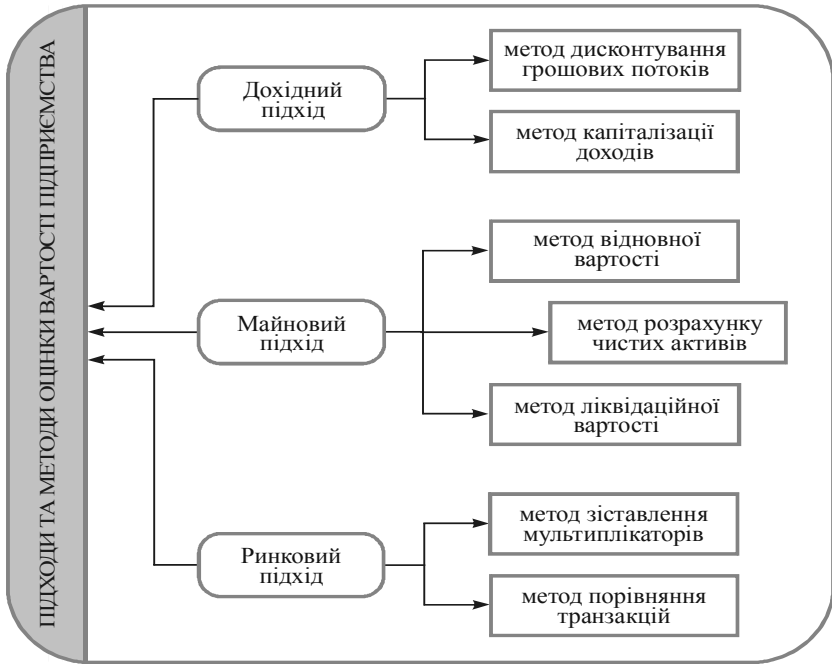 ПІДХОДИ ТА МЕТОДИ ОЦІНКИ ВАРТОСТІ ПІДПРИЄМСТВА
Дохідний
підхід
метод дисконтування
грошових потоків
метод капіталізації
доходів
Майновий
підхід
метод відновної
вартості
метод розрахунку
чистих активів
метод ліквідаційної
вартості
Ринковий
підхід
метод зіставлення
мультиплікаторів
метод порівняння
транзакцій